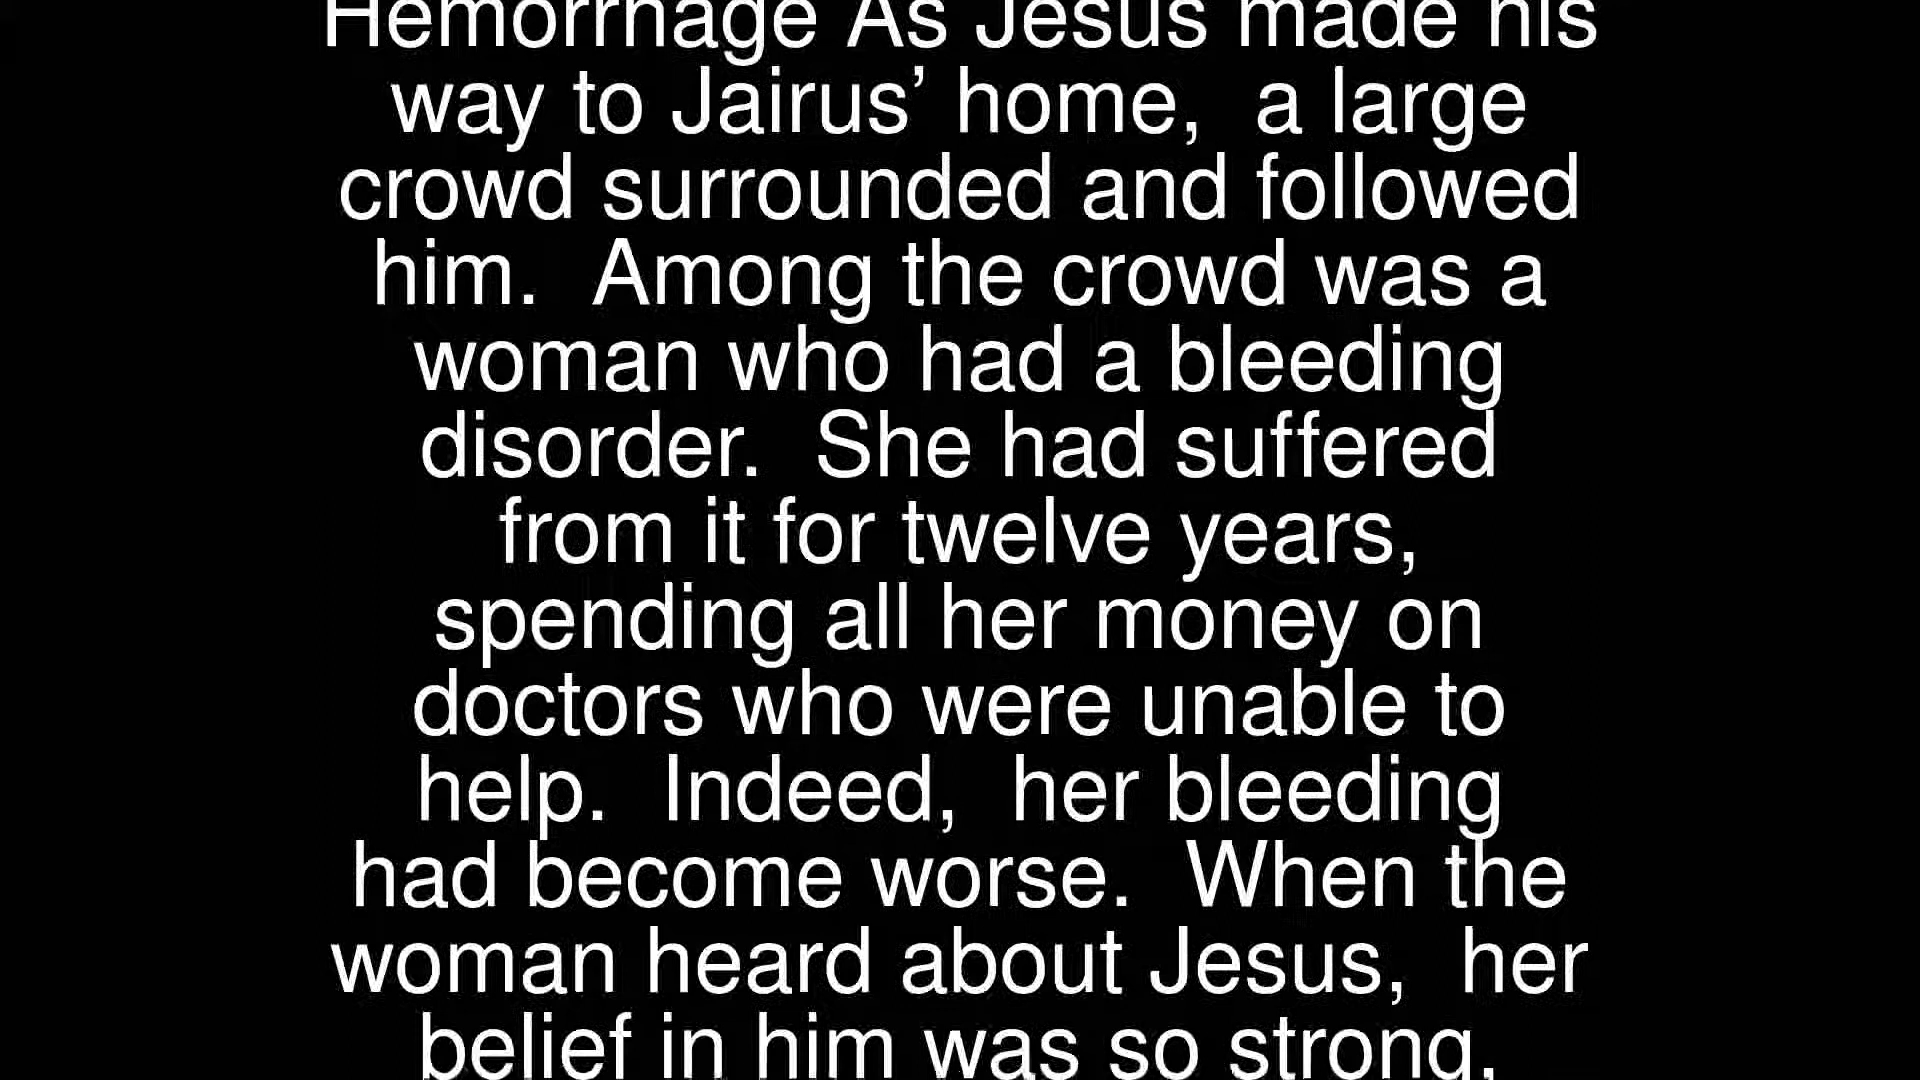 Hemorrhage As Jesus made his
way to Jairus’ home,  a large
crowd surrounded and followed
him.  Among the crowd was a
woman who had a bleeding
disorder.  She had suffered
from it for twelve years,
spending all her money on
doctors who were unable to
help.  Indeed,  her bleeding
had become worse.  When the
woman heard about Jesus,  her
belief in him was so strong,